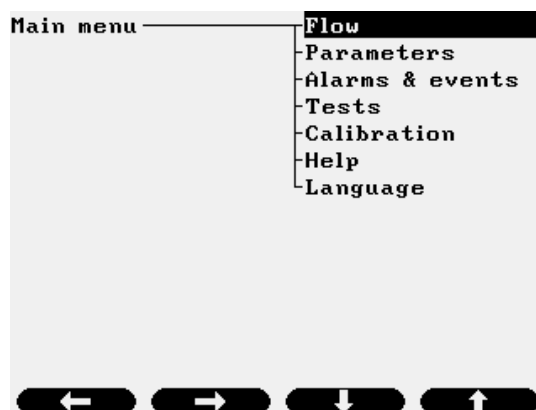 Main menu Flow
Parameters
Alarms & events
Tests
Calibration
Help
Language